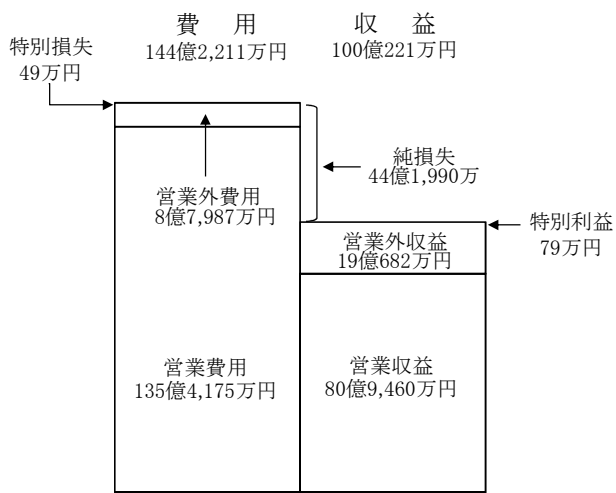 費　用
144億2,211万円
収　益
100億221万円
特別損失
49万円
純損失
44億1,990万
営業外費用
8億7,987万円
特別利益
79万円
営業外収益
19億682万円
営業費用
135億4,175万円
営業収益
80億9,460万円